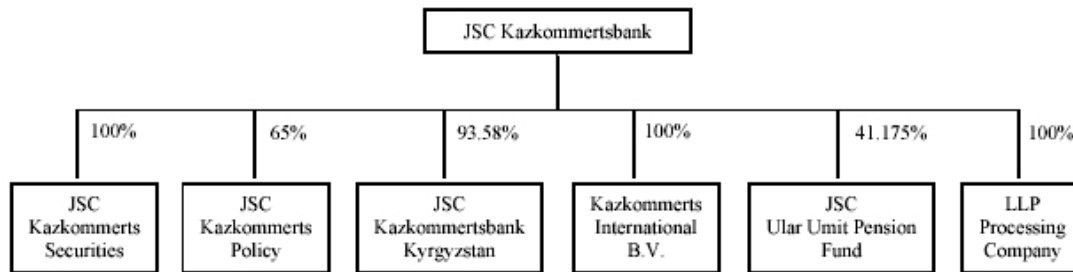 JSC Kazkommertsbank
100%
65%
93.58%
100%
41.175%
100%
JSC
Kazkommerts
Securities
JSC
Kazkommerts
Policy
JSC
Kazkommertsbank
Kyrgyzstan
Kazkommerts
International
B.V.
JSC
Ular Umit Pension
Fund
LLP
Processing
Company